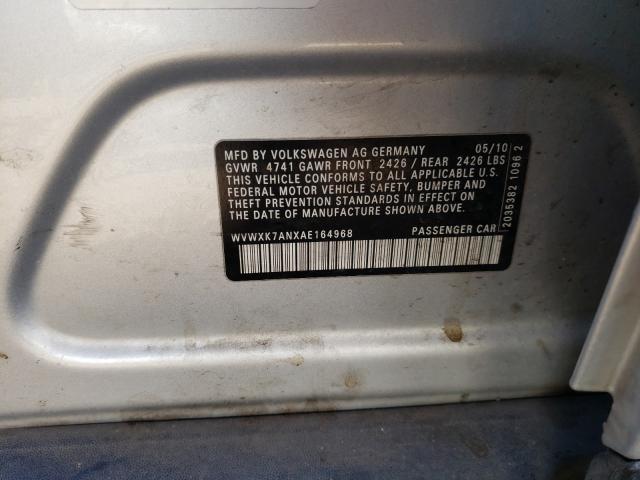 MFD BY VOLKSWAGEN AG GERMANY 05/10
GVWR 4741 GAWR FRONT 2426 / REAR 2426 LBS
THIS VEHICLE CONFORMS TO ALL APPLICABLE U.S.
FEDERAL MOTOR VEHICLE SAFETY, BUMPER AND
THEFT PREVENTION STANDARDS IN EFFECT ON
THE DATE OF MANUFACTURE SHOWN ABOVE.
WVWXK7ANXAE164968 PASSENGER CAR
2035382 1096 2